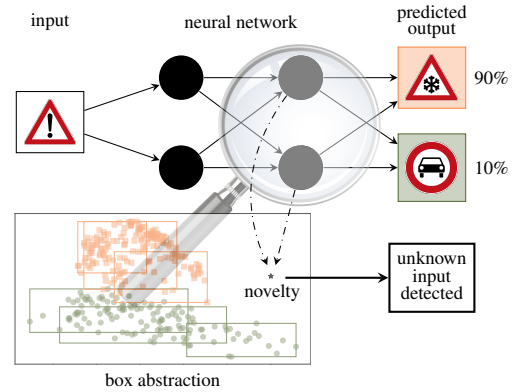 input
neural network
predicted
output
90%
!
10%
novelty
unknown
input
detected
box abstraction